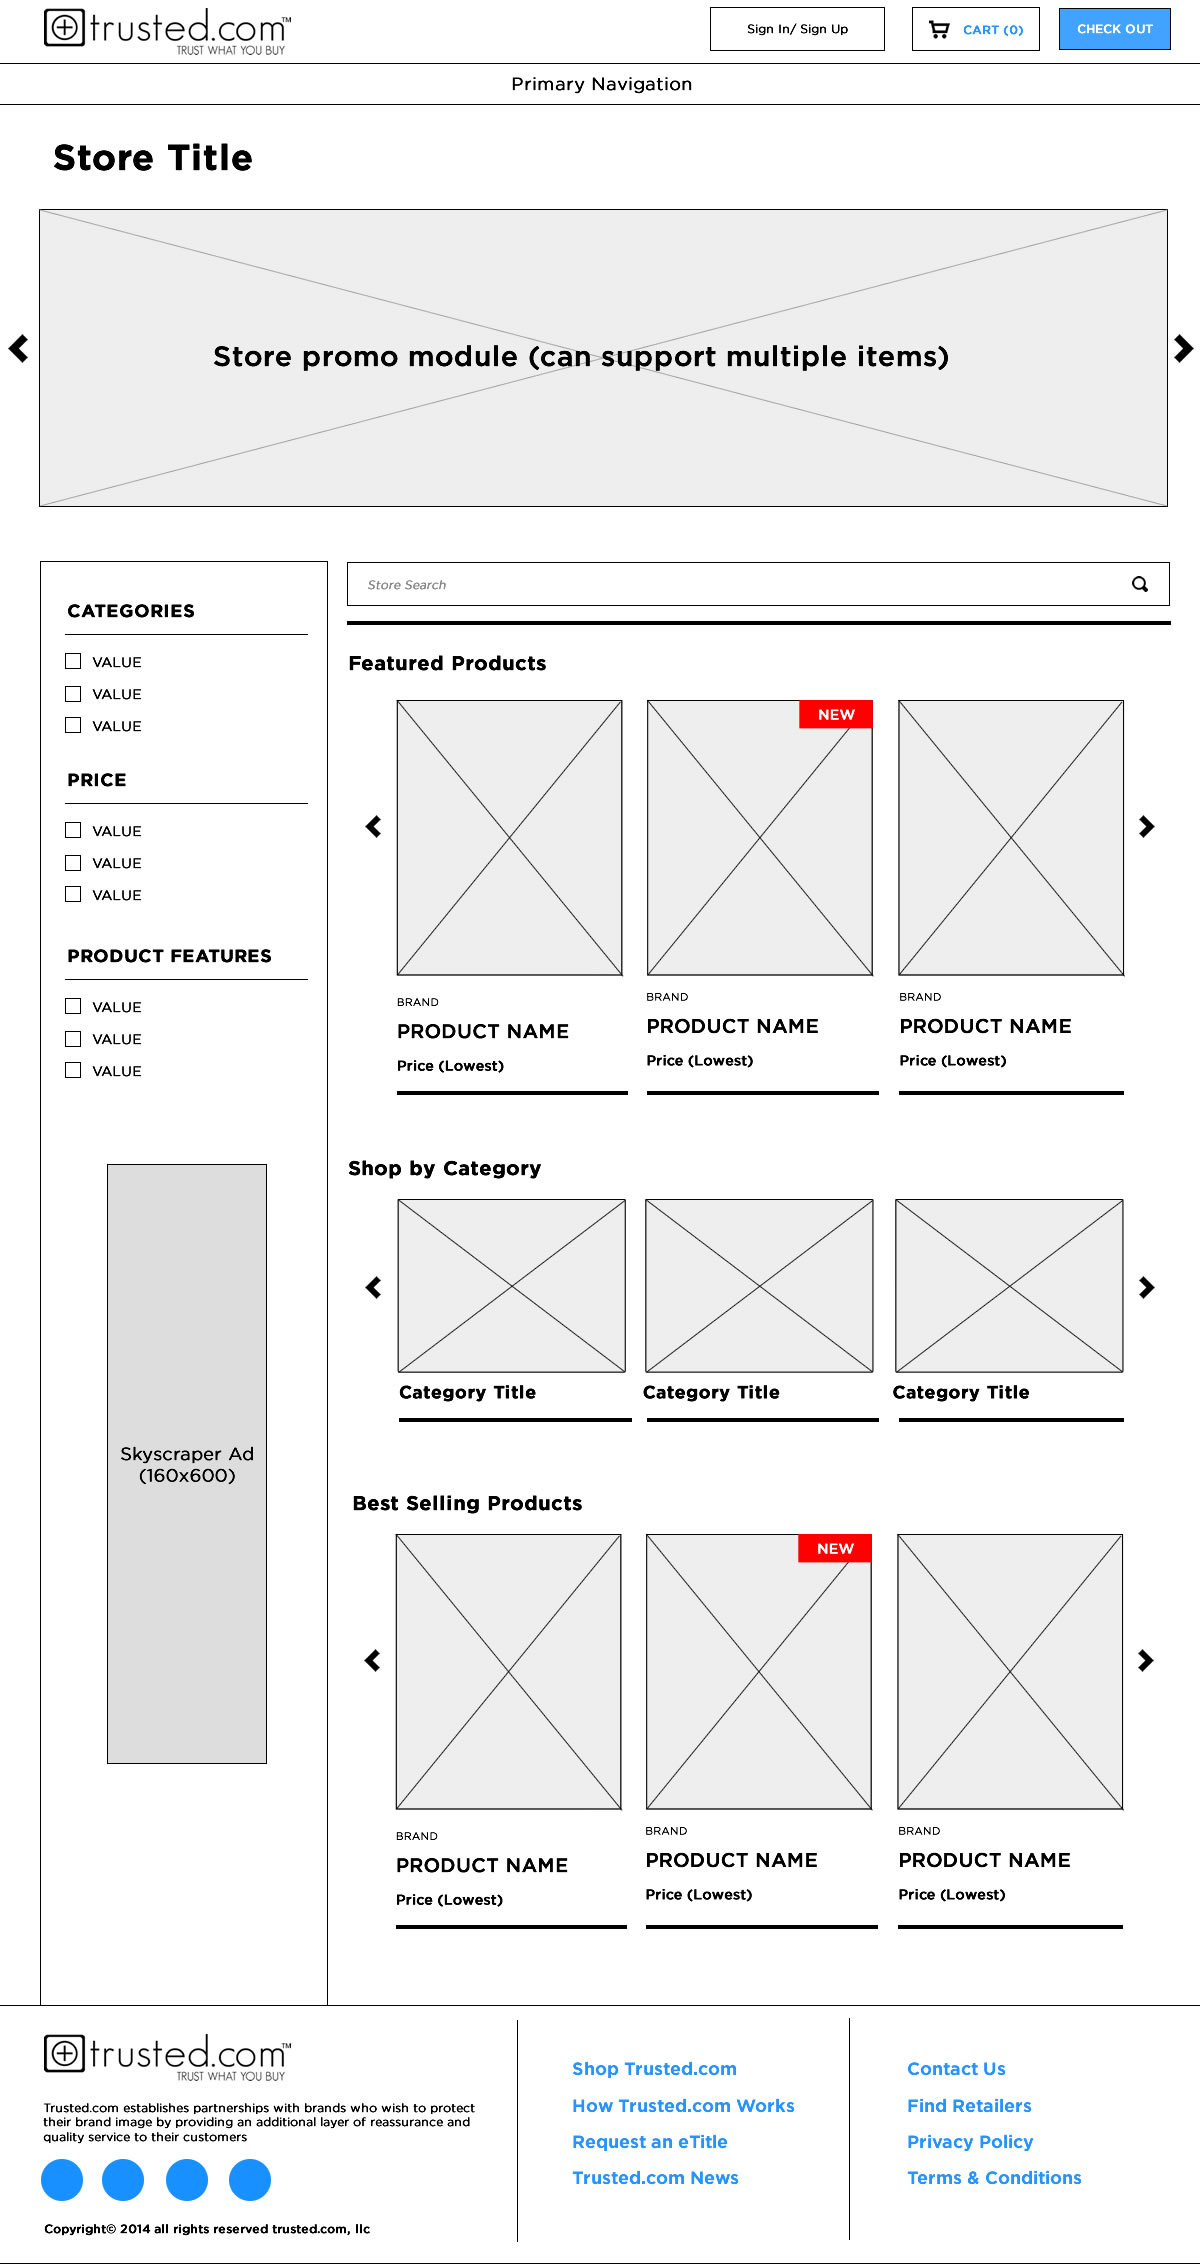 trusted.com™
TRUST WHAT YOU BUY
Sign In/ Sign Up
CART (0)
CHECK OUT
Primary Navigation
Store Title
Store promo module (can support multiple items)
CATEGORIES
VALUE
VALUE
VALUE
PRICE
VALUE
VALUE
VALUE
PRODUCT FEATURES
VALUE
VALUE
VALUE
Skyscraper Ad
(160x600)
Store Search
Featured Products
NEW
BRAND
PRODUCT NAME
Price (Lowest)
BRAND
PRODUCT NAME
Price (Lowest)
BRAND
PRODUCT NAME
Price (Lowest)
Shop by Category
Category Title
Category Title
Category Title
Best Selling Products
NEW
BRAND
PRODUCT NAME
Price (Lowest)
BRAND
PRODUCT NAME
Price (Lowest)
BRAND
PRODUCT NAME
Price (Lowest)
trusted.com™
TRUST WHAT YOU BUY
Trusted.com establishes partnerships with brands who wish to protect
their brand image by providing an additional layer of reassurance and
quality service to their customers
Copyright© 2014 all rights reserved trusted.com, llc
Shop Trusted.com
How Trusted.com Works
Request an eTitle
Trusted.com News
Contact Us
Find Retailers
Privacy Policy
Terms & Conditions